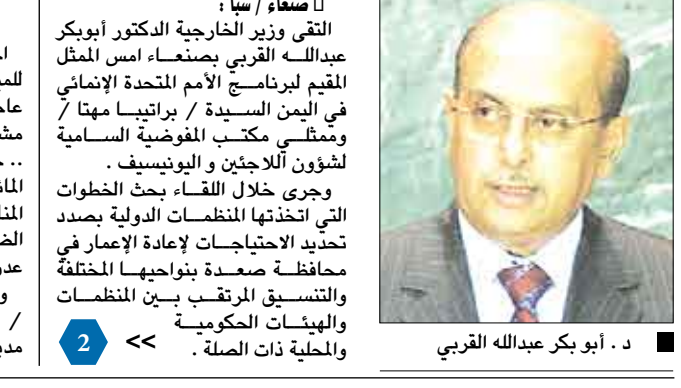 صنعاء / سبأ :
التقى وزير الخارجية الدكتور أبوبكر
عبداللـه القربي بصنعاء امس الممثل
المقيم لبرنامج الأمم المتحدة الإنمائي
في اليمن السيدة / براتيبا مهتا /
وممثلي مكتب المفوضية السامية
لشؤون اللاجئين و اليونيسيف .
وجرى خلال اللقاء بحث الخطوات
التي اتخذتها المنظمات الدولية بصدد
تحديد الاحتياجات لإعادة الإعمار في
محافظة صعدة بنواحيها المختلفة
والتنسيق المرتقب بين المنظمات
والهيئات الحكومية
والمحلية ذات الصلة .
>> 2
د . أبو بكر عبدالله القربي